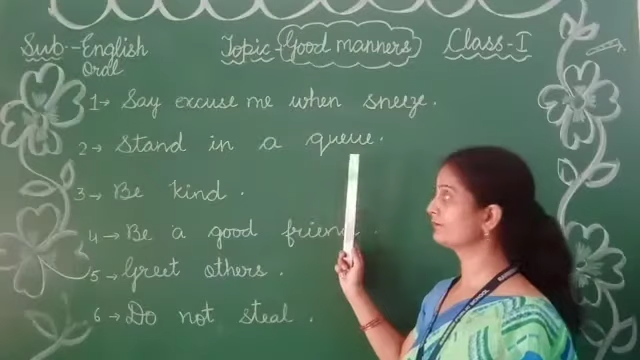 Sub.-English Topic-Good manners Class-I
Oral
1→ Say excuse me when sneeze.
2→ Stand in a queue.
3→ Be kind.
4→ Be a good friend.
5→ Greet others.
6→ Do not steal.